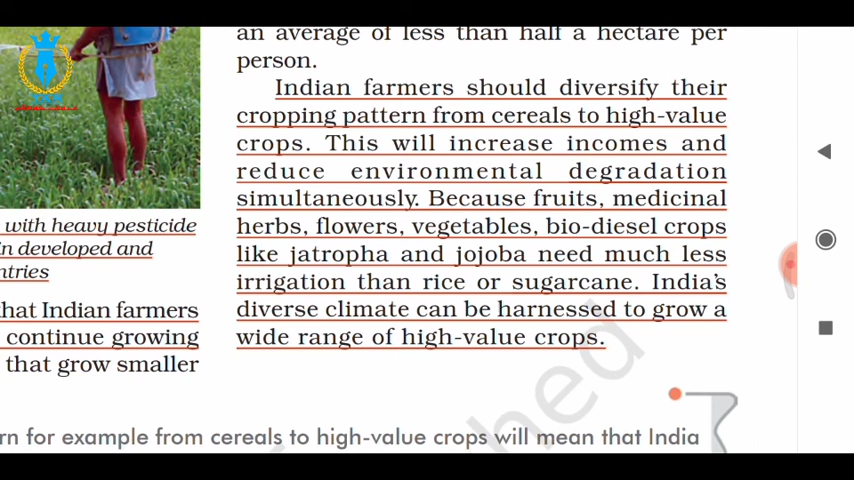 an average of less than half a hectare per
person.
Indian farmers should diversify their
cropping pattern from cereals to high-value
crops. This will increase incomes and
reduce environmental degradation
simultaneously. Because fruits, medicinal
herbs, flowers, vegetables, bio-diesel crops
like jatropha and jojoba need much less
irrigation than rice or sugarcane. India’s
diverse climate can be harnessed to grow a
wide range of high-value crops.
with heavy pesticide
in developed and
ntries
that Indian farmers
continue growing
that grow smaller
hed
rn for example from cereals to high-value crops will mean that India